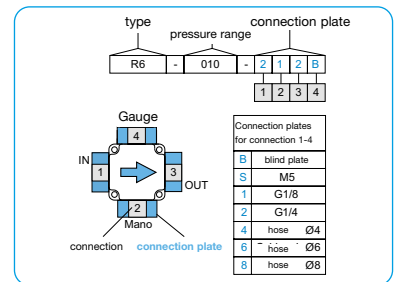 type
connection plate
pressure range
R6 - 010 - 2 1 2 B
1 2 3 4
Gauge
4
IN
1
3
OUT
2
Mano
connection
connection plate
Connection plates
for connection 1-4
B blind plate
S M5
1 G1/8
2 G1/4
4 hose Ø4
6 hose Ø6
8 hose Ø8